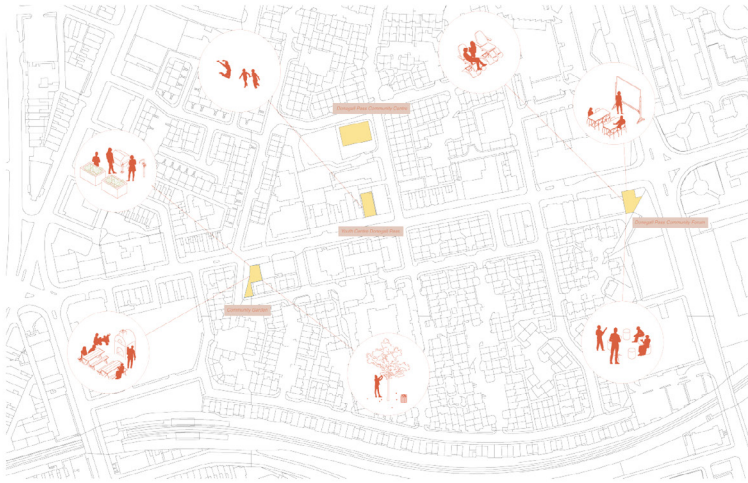 Donegall Pass Community Centre
Youth Centre Donegall Pass
Donegall Pass Community Forum
Community Garden